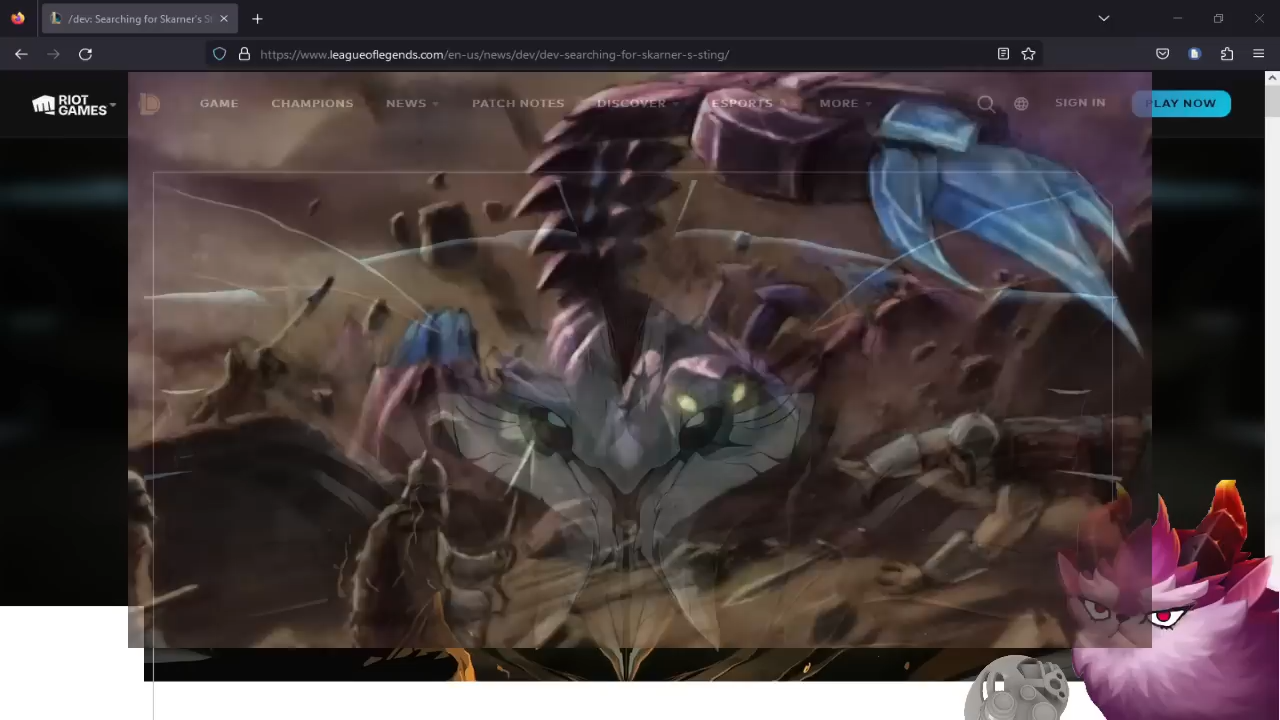 /dev: Searching for Skarner's St
https://www.leagueoflegends.com/en-us/news/dev/dev-searching-for-skarner-s-sting/
RIOT GAMES
GAME
CHAMPIONS
NEWS
PATCH NOTES
DISCOVER
ESPORTS
MORE
SIGN IN
PLAY NOW